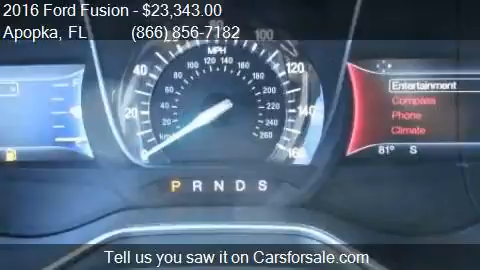 2016 Ford Fusion - $23,343.00
Apopka, FL (866) 856-7182
MPH
20 40 80 100 120 140 160
km/h 20 40 60 80 100 120 140 160 180 200 220 240 260
Entertainment
Compass
Phone
Climate
81° S
P R N D S
Tell us you saw it on Carsforsale.com